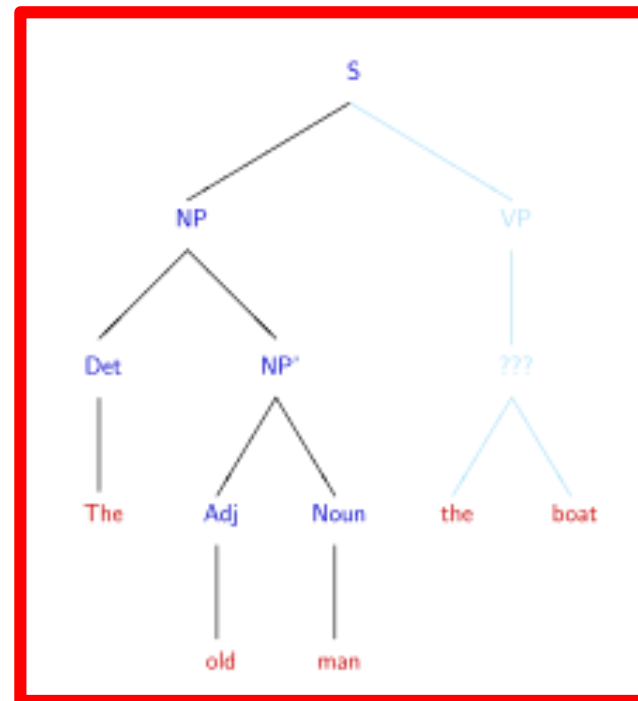 S
NP VP
Det NP' ???
The Adj Noun the boat
old man